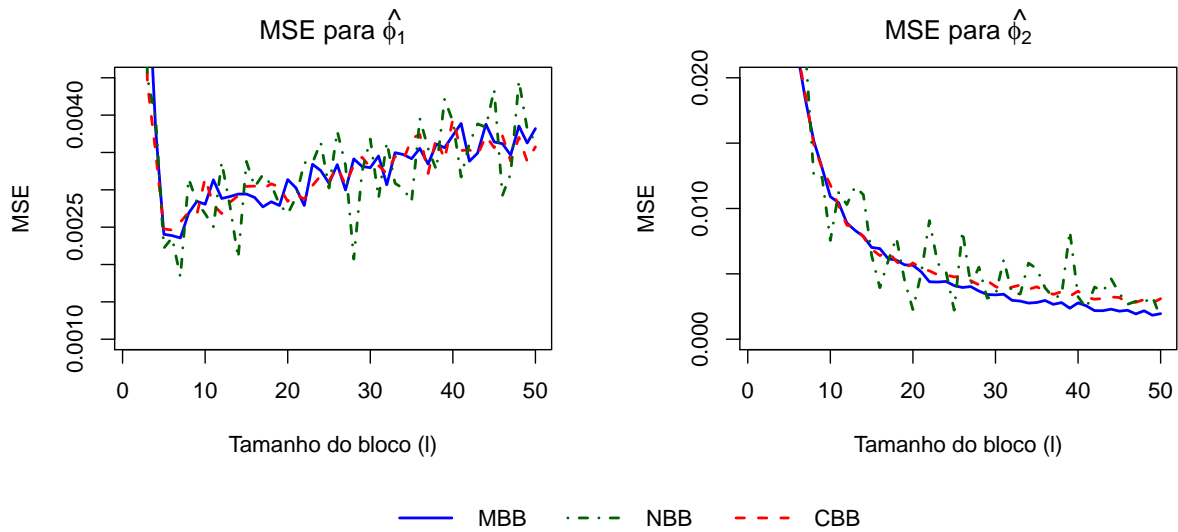 MSE para ϕ̂₁
MSE
0.0010
0.0025
0.0040
0 10 20 30 40 50
Tamanho do bloco (l)
MSE para ϕ̂₂
MSE
0.000
0.010
0.020
0 10 20 30 40 50
Tamanho do bloco (l)
MBB NBB CBB